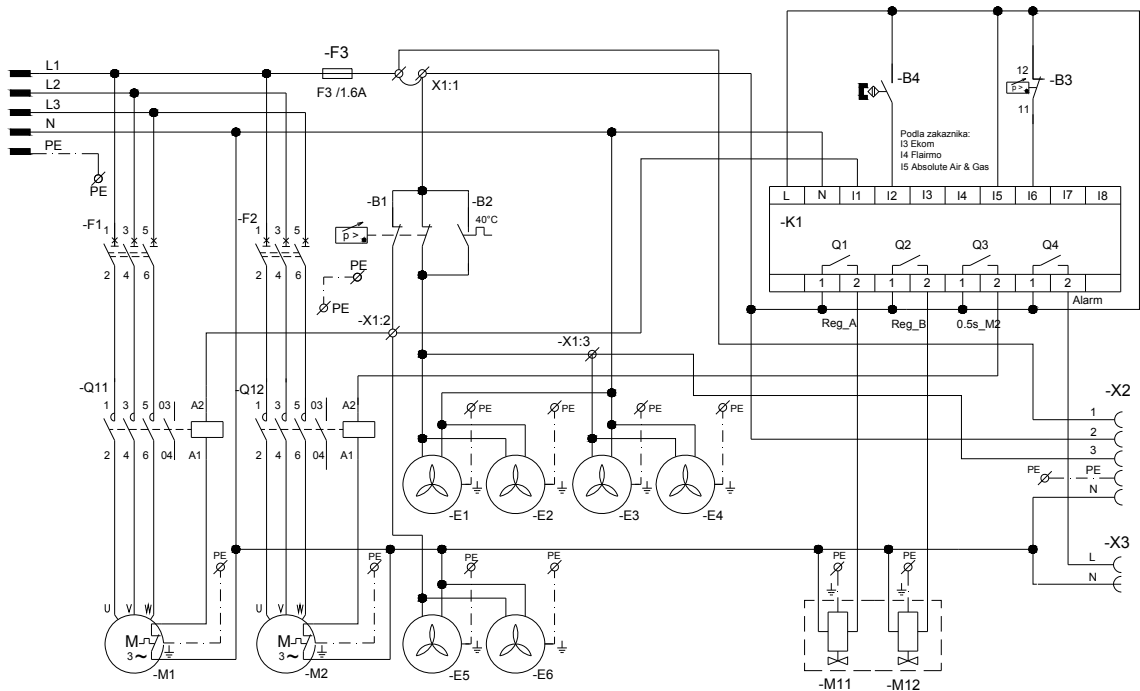 L1
L2
L3
N
PE
PE
-F3
F3 /1.6A
X1:1
-B4
12
p >
11
-B3
Podla zakaznika:
I3 Ekom
I4 Flairmo
I5 Absolute Air & Gas
L N I1 I2 I3 I4 I5 I6 I7 I8
-K1
Q1 Q2 Q3 Q4
1 2 1 2 1 2 1 2
Alarm
Reg_A Reg_B 0.5s_M2
-F1
1 3 5
2 4 6
-F2
1 3 5
2 4 6
-B1
p >
-B2
40°C
PE
PE
-X1:2
-X1:3
-Q11
1 3 5 03 A2
2 4 6 04 A1
-Q12
1 3 5 03 A2
2 4 6 04 A1
PE PE PE PE
-E1 -E2 -E3 -E4
-X2
1
2
3
PE PE
N
-X3
L
N
PE PE PE PE PE PE
U V W
M
3 ~
-M1
U V W
M
3 ~
-M2
-E5 -E6
-M11 -M12